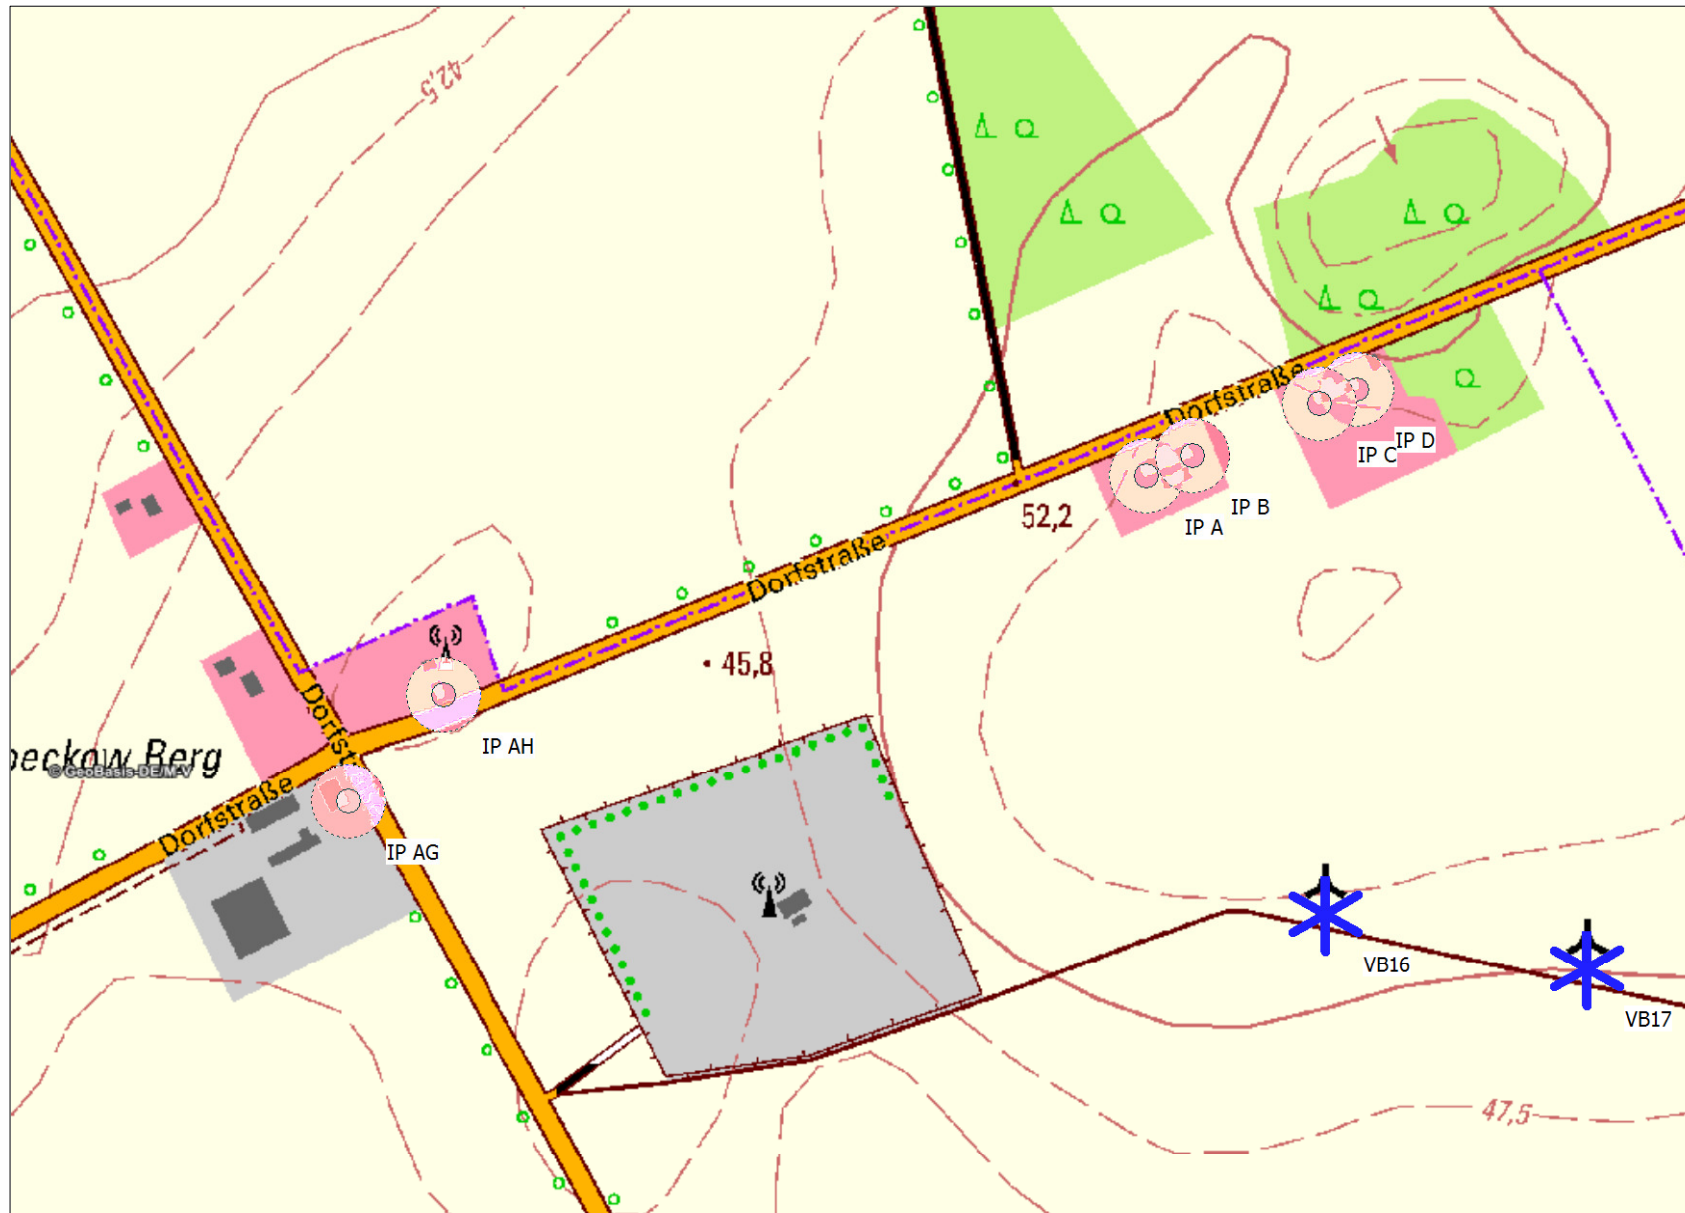 42,5
Dorfstraße
IP D
IP C
IP B
52,2
IP A
Dorfstraße
45,8
Dorfst
IP AH
peckow Berg
© GeoBasis-DE/M-V
Dorfstraße
IP AG
VB16
VB17
47,5